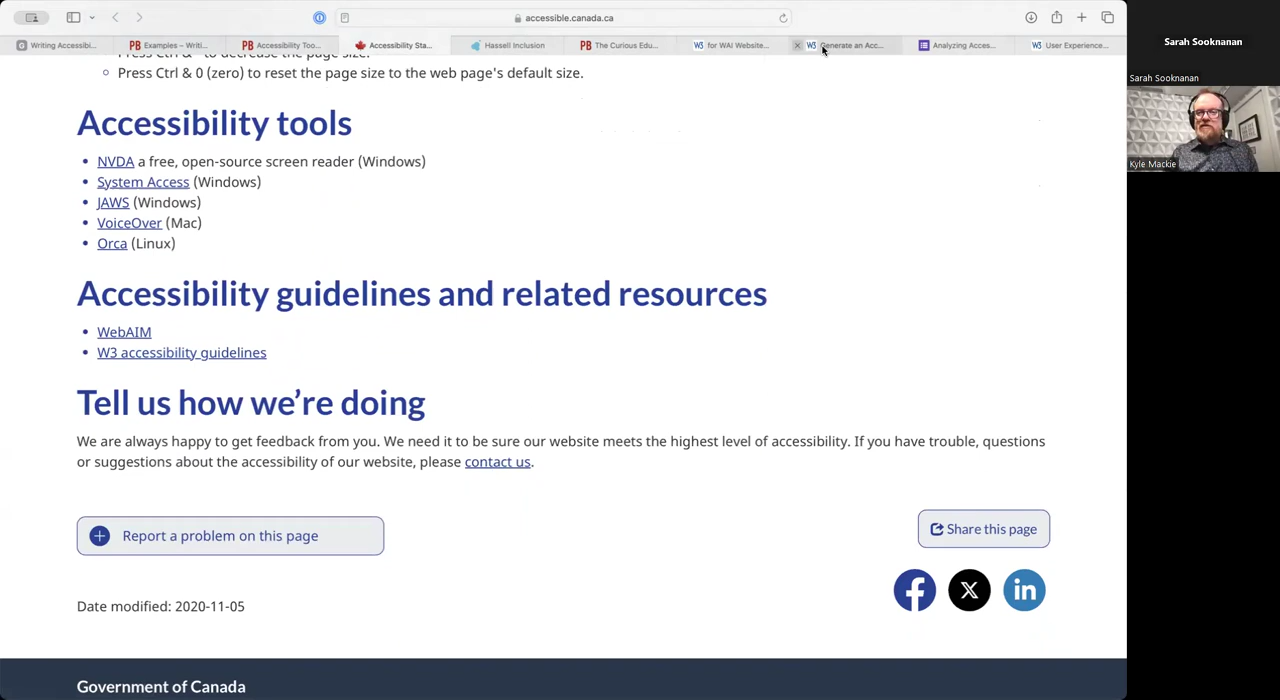 accessible.canada.ca
Writing Accessibi...
Examples – Writi...
Accessibility Too...
Accessibility Sta...
Hassell Inclusion
The Curious Edu...
for WAI Website...
Generate an Acc...
Analyzing Acces...
User Experience...
Press Ctrl & - to decrease the page size.
Press Ctrl & 0 (zero) to reset the page size to the web page's default size.
Accessibility tools
NVDA a free, open-source screen reader (Windows)
System Access (Windows)
JAWS (Windows)
VoiceOver (Mac)
Orca (Linux)
Accessibility guidelines and related resources
WebAIM
W3 accessibility guidelines
Tell us how we're doing
We are always happy to get feedback from you. We need it to be sure our website meets the highest level of accessibility. If you have trouble, questions
or suggestions about the accessibility of our website, please contact us.
Report a problem on this page
Share this page
Date modified: 2020-11-05
Government of Canada
Sarah Sooknanan
Sarah Sooknanan
Kyle Mackie